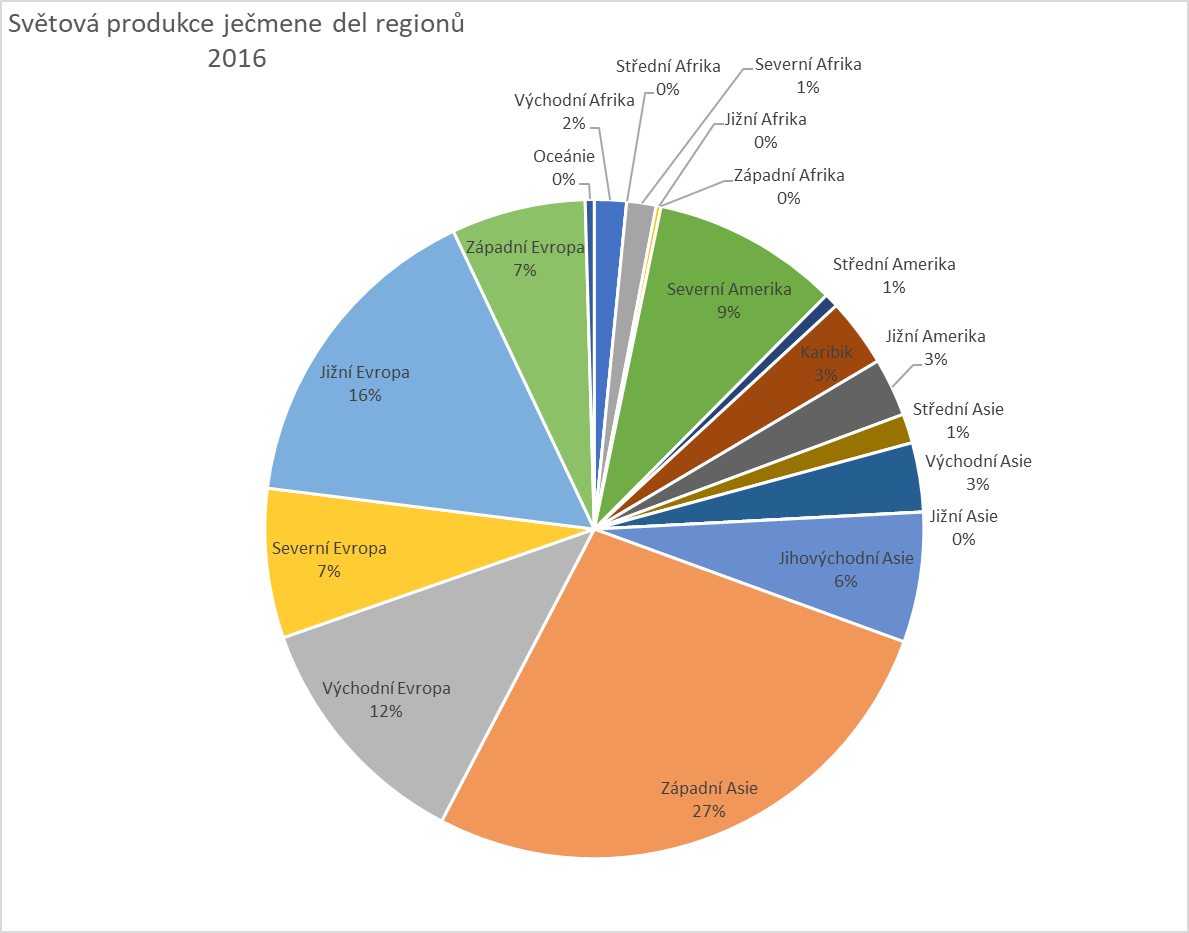 Světová produkce ječmene del regionů
2016
Střední Afrika
0%
Severní Afrika
1%
Východní Afrika
2%
Jižní Afrika
0%
Oceánie
0%
Západní Afrika
0%
Západní Evropa
7%
Severní Amerika
9%
Střední Amerika
1%
Karibik
3%
Jižní Amerika
3%
Jižní Evropa
16%
Střední Asie
1%
Východní Asie
3%
Jižní Asie
0%
Severní Evropa
7%
Jihovýchodní Asie
6%
Východní Evropa
12%
Západní Asie
27%